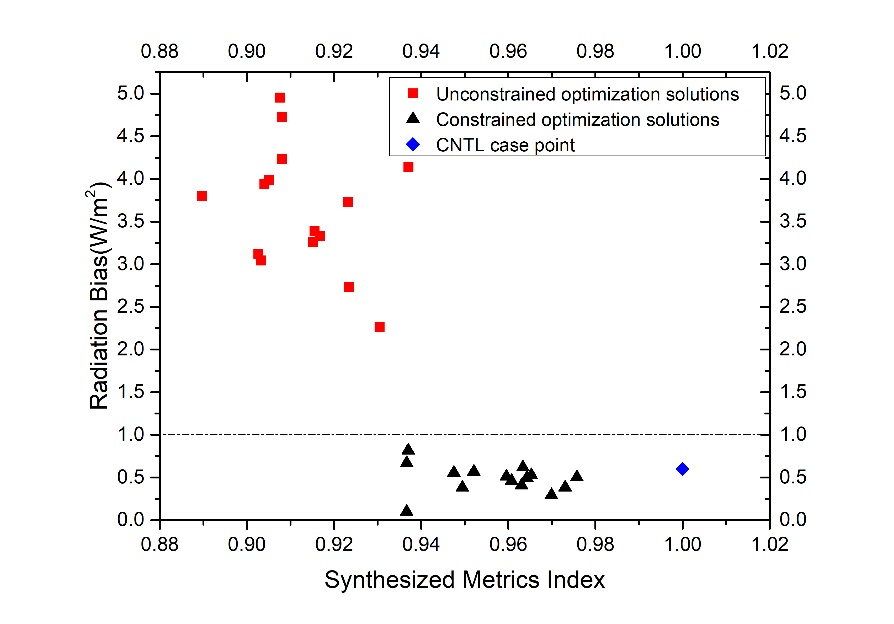 0.88 0.90 0.92 0.94 0.96 0.98 1.00 1.02
5.0 5.0
Unconstrained optimization solutions
Constrained optimization solutions
CNTL case point
4.5 4.5
4.0 4.0
3.5 3.5
3.0 3.0
2.5 2.5
2.0 2.0
1.5 1.5
1.0 1.0
0.5 0.5
0.0 0.0
Radiation Bias(W/m²)
0.88 0.90 0.92 0.94 0.96 0.98 1.00 1.02
Synthesized Metrics Index